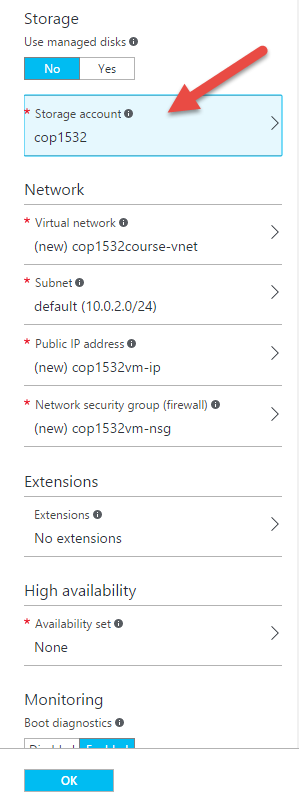 Storage
Use managed disks
No Yes
* Storage account
cop1532
Network
* Virtual network
(new) cop1532course-vnet
* Subnet
default (10.0.2.0/24)
* Public IP address
(new) cop1532vm-ip
* Network security group (firewall)
(new) cop1532vm-nsg
Extensions
Extensions
No extensions
High availability
* Availability set
None
Monitoring
Boot diagnostics
Disabled Enabled
OK